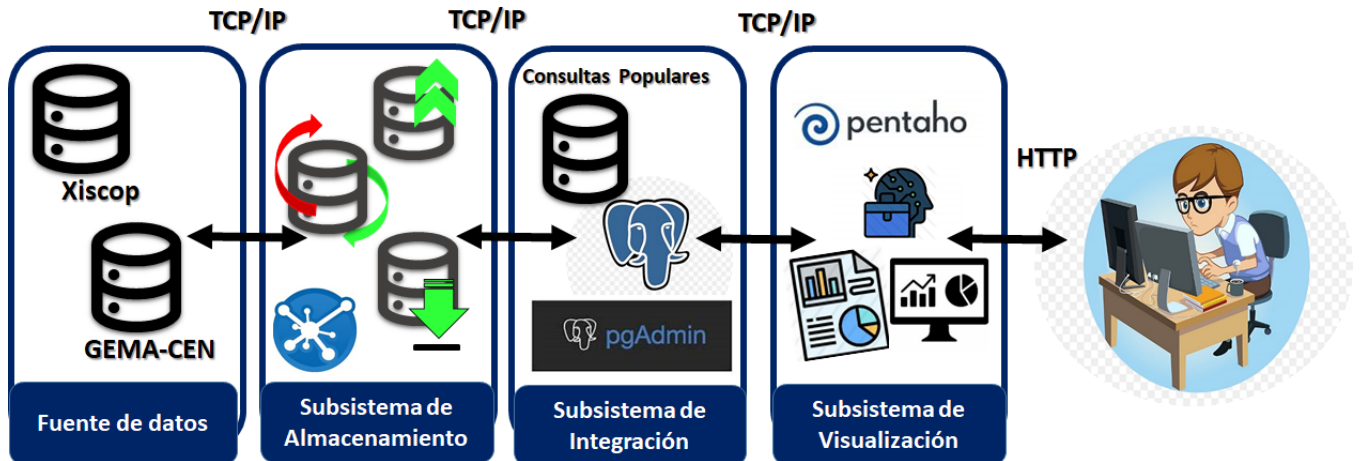 TCP/IP
TCP/IP
TCP/IP
Xiscop
GEMA-CEN
Fuente de datos
Subsistema de
Almacenamiento
Consultas Populares
pgAdmin
Subsistema de
Integración
pentaho
Subsistema de
Visualización
HTTP